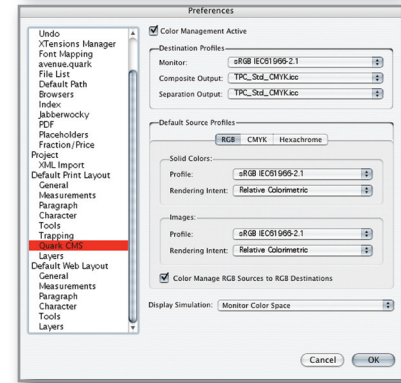 Preferences
Undo
XTensions Manager
Font Mapping
avenue.quark
File List
Default Path
Browsers
Index
Jabberwocky
PDF
Placeholders
Fraction/Price
Project
XML Import
Default Print Layout
General
Measurements
Paragraph
Character
Tools
Trapping
Quark CMS
Layers
Default Web Layout
General
Measurements
Paragraph
Character
Tools
Layers
Color Management Active
Destination Profiles
Monitor: sRGB IEC61966-2.1
Composite Output: TPC_Std_CMYK.icc
Separation Output: TPC_Std_CMYK.icc
Default Source Profiles
RGB CMYK Hexachrome
Solid Colors:
Profile: sRGB IEC61966-2.1
Rendering Intent: Relative Colorimetric
Images:
Profile: sRGB IEC61966-2.1
Rendering Intent: Relative Colorimetric
Color Manage RGB Sources to RGB Destinations
Display Simulation: Monitor Color Space
Cancel OK